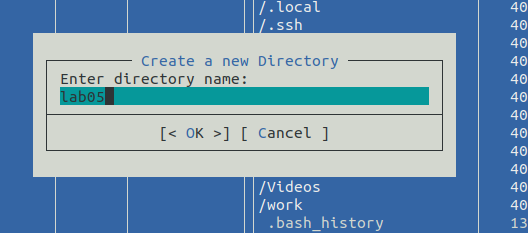 /.local
40
/.ssh
40
40
Create a new Directory
40
Enter directory name:
40
lab05
40
40
[< OK >] [ Cancel ]
40
40
40
/Videos
40
/work
40
.bash_history
13